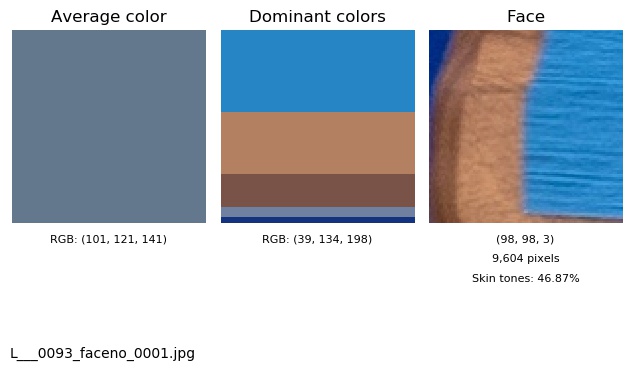 Average color
Dominant colors
Face
RGB: (101, 121, 141)
RGB: (39, 134, 198)
(98, 98, 3)
9,604 pixels
Skin tones: 46.87%
L___0093_faceno_0001.jpg